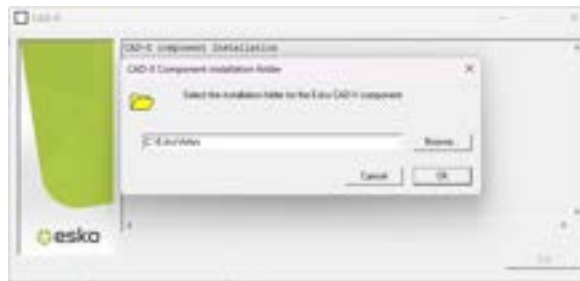 CAD-X
CAD-X component Installation
CAD-X Component installation folder
Select the installation folder for the Esko CAD-X component
Browse...
Cancel
Ok
esko